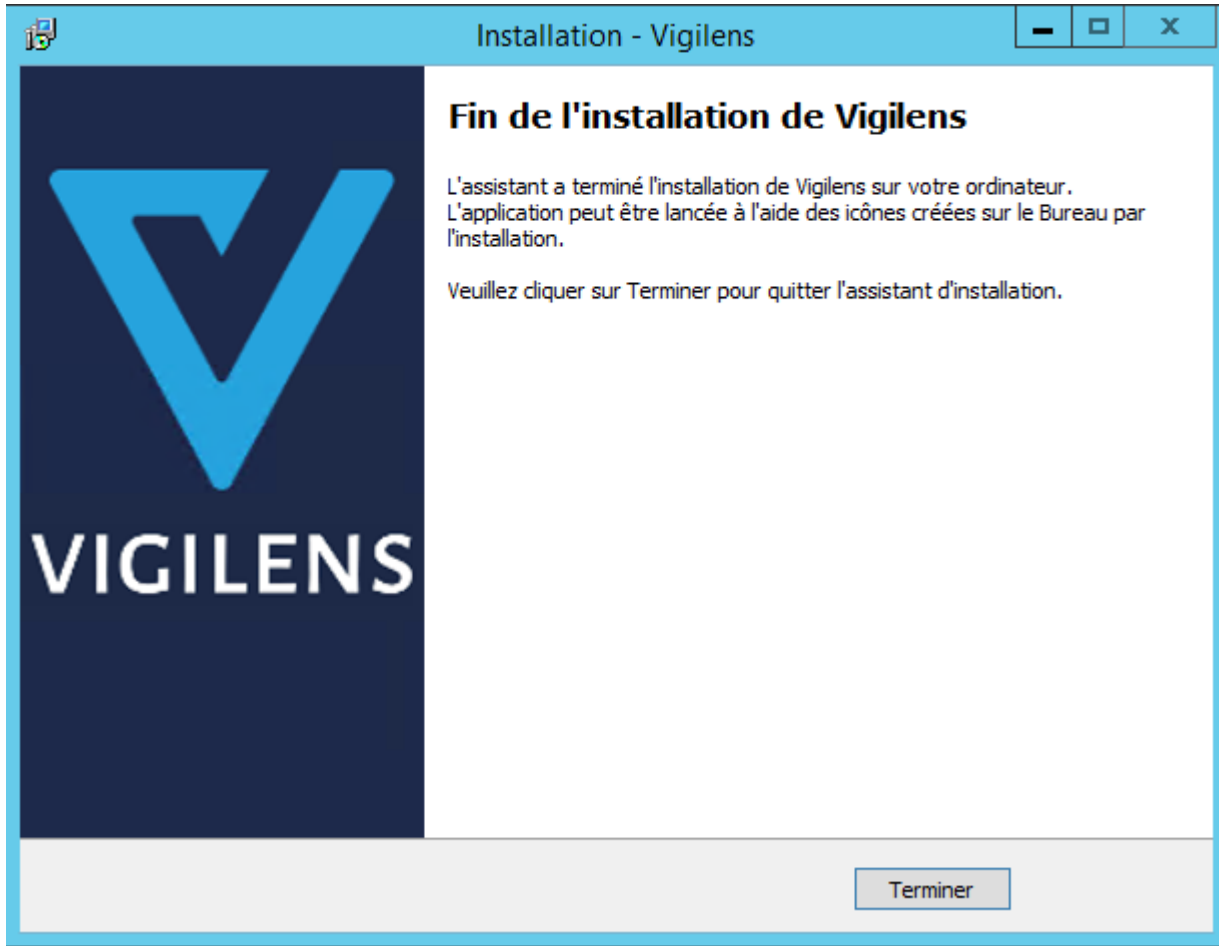 Installation - Vigilens
Fin de l'installation de Vigilens
L'assistant a terminé l'installation de Vigilens sur votre ordinateur.
L'application peut être lancée à l'aide des icônes créées sur le Bureau par
l'installation.
Veuillez cliquer sur Terminer pour quitter l'assistant d'installation.
VIGILENS
Terminer